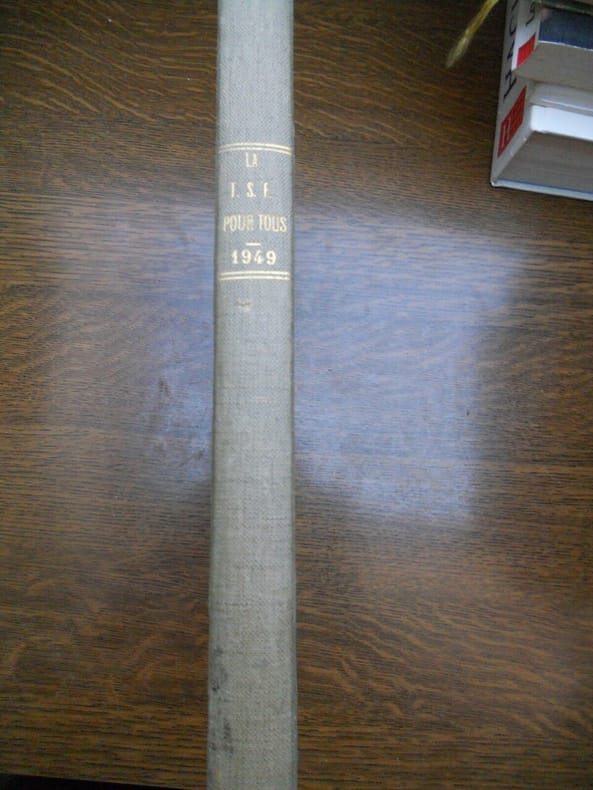 LA
T. S. F.
POUR TOUS
1949